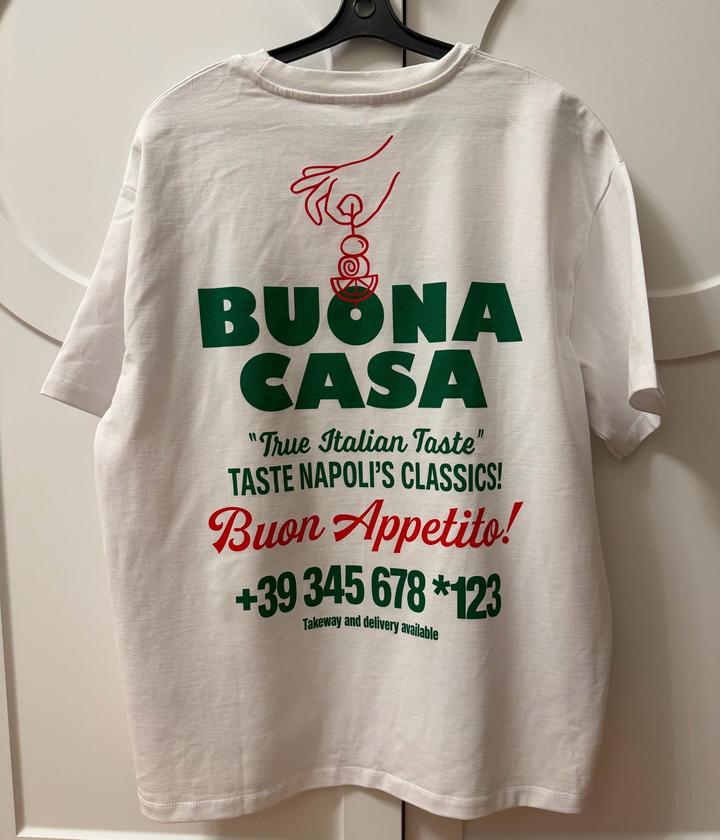 BUONA
CASA
"True Italian Taste"
TASTE NAPOLI'S CLASSICS!
Buon Appetito!
+39 345 678 *123
Takeway and delivery available